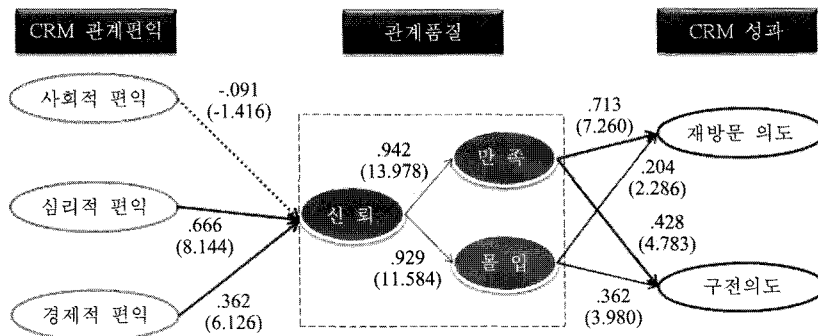 CRM 관계편익
관계품질
CRM 성과
사회적 편익
-.091
(-1.416)
심리적 편익
.666
(8.144)
경제적 편익
.362
(6.126)
신뢰
.942
(13.978)
.929
(11.584)
만족
몰입
.713
(7.260)
.204
(2.286)
.428
(4.783)
.362
(3.980)
재방문 의도
구전의도